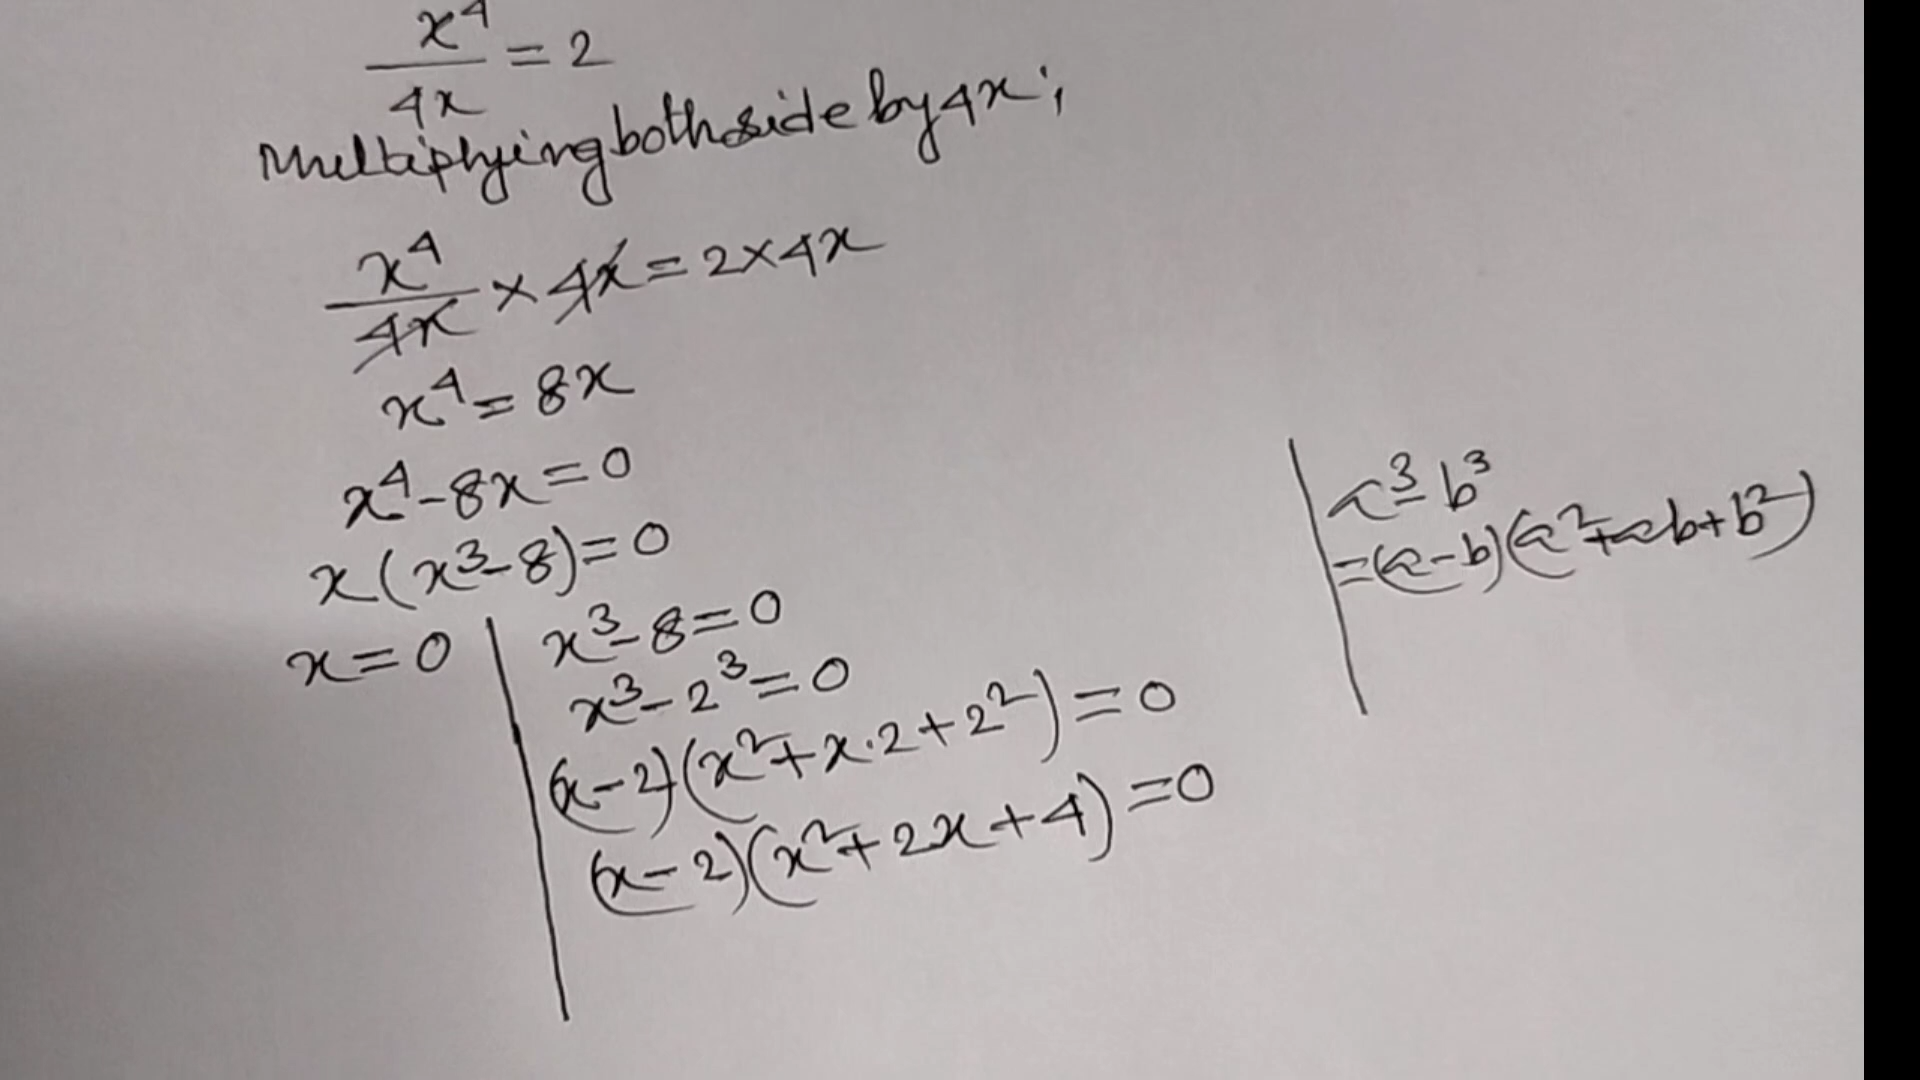 x⁴/4x = 2
Multiplying both side by 4x;
x⁴/4x × 4x = 2×4x
x⁴ = 8x
x⁴-8x = 0
x(x³-8) = 0
x = 0
x³-8 = 0
x³-2³ = 0
(x-2)(x²+x·2+2²) = 0
(x-2)(x²+2x+4) = 0
a³-b³
=(a-b)(a²+ab+b²)